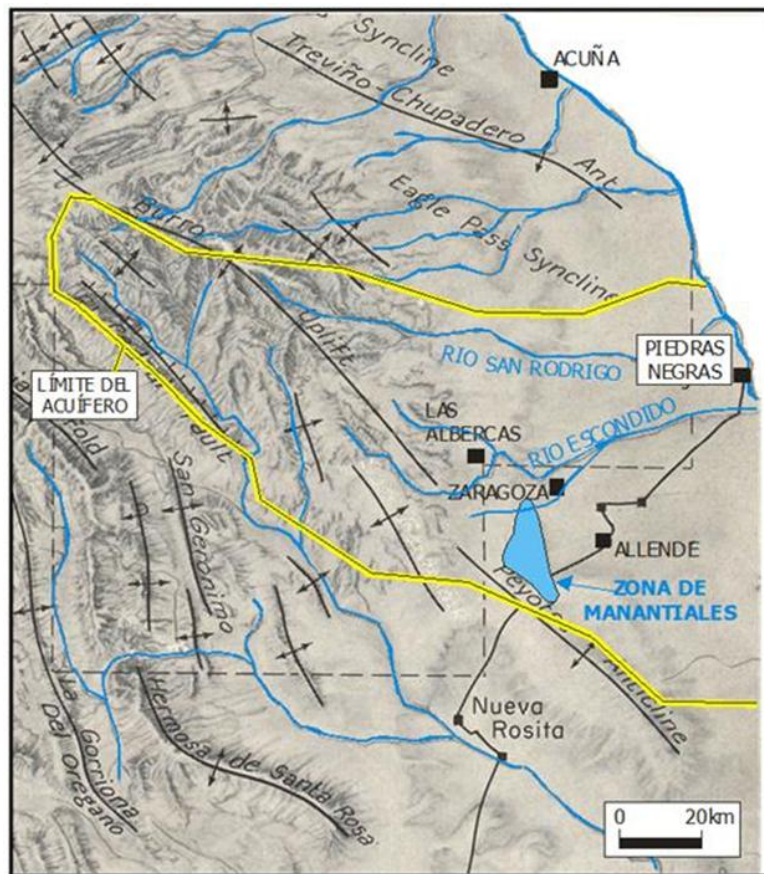 Syncline
ACUÑA
Treviño-Chupadero Ant.
Eagle Pass Syncline
Burro
Uplift
RIO SAN RODRIGO
PIEDRAS
NEGRAS
LÍMITE DEL
ACUÍFERO
Fault
fold
LAS
ALBERCAS
RIO ESCONDIDO
ZARAGOZA
San
Geronimo
ALLENDE
ZONA DE
MANANTIALES
Peyote Anticline
La Gorriona
Del Oregano
Hermosa de Santa Rosa
Nueva
Rosita
0 20km